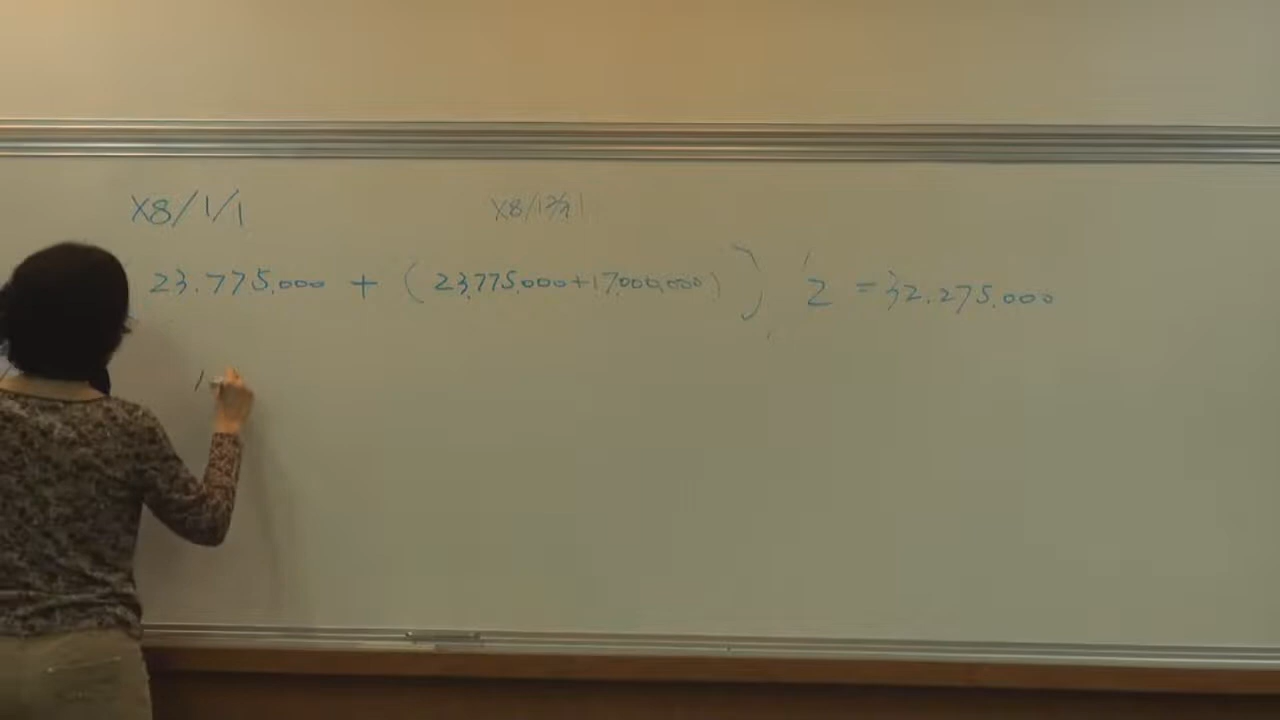 X8/1/1 X8/12/31
23.775.000 + (23,775.000+17.000,000) ) / 2 = 32.275.000